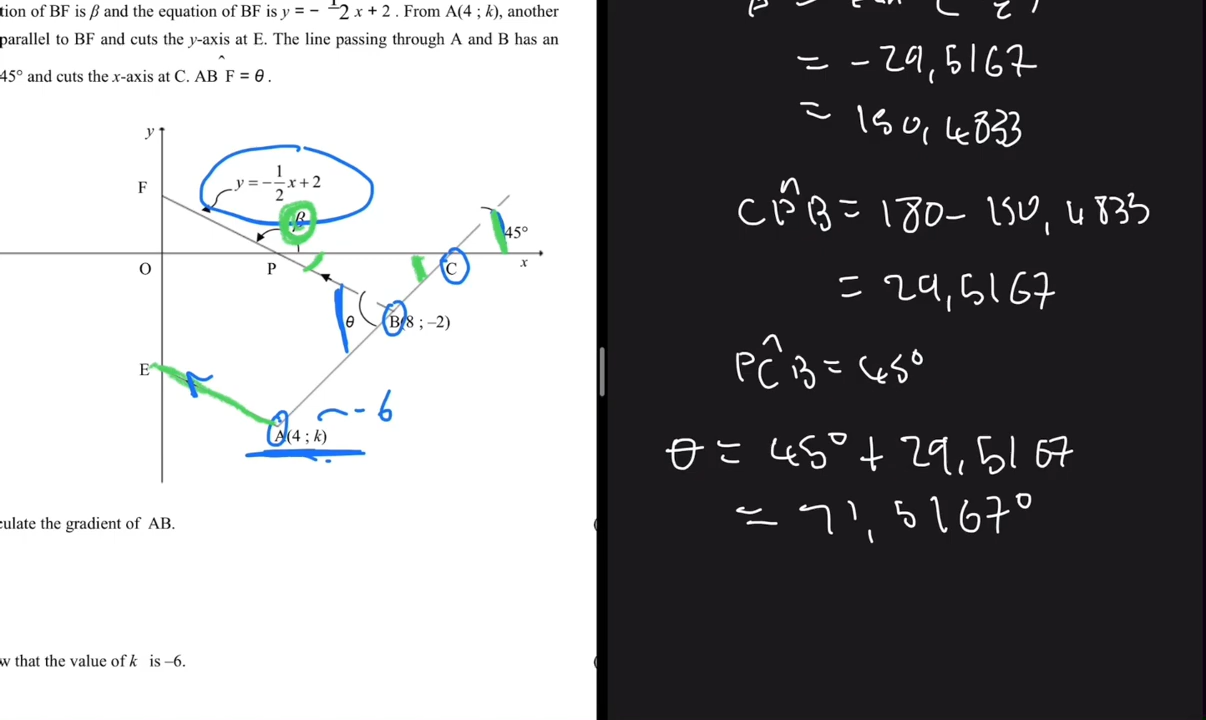 tion of BF is β and the equation of BF is y = - 1/2 x + 2 . From A(4 ; k), another
parallel to BF and cuts the y-axis at E. The line passing through A and B has an
45° and cuts the x-axis at C. AB̂F = θ .
y
F
y = -1/2 x + 2
β
45°
O
P
C
x
θ
B(8 ; –2)
E
- 6
A(4 ; k)
culate the gradient of AB.
w that the value of k is –6.
= - 29,5167
= 150,4833
CP̂B = 180 - 150,4833
= 29,5167
PĈB = 45°
θ = 45° + 29,5167
= 71,5167°